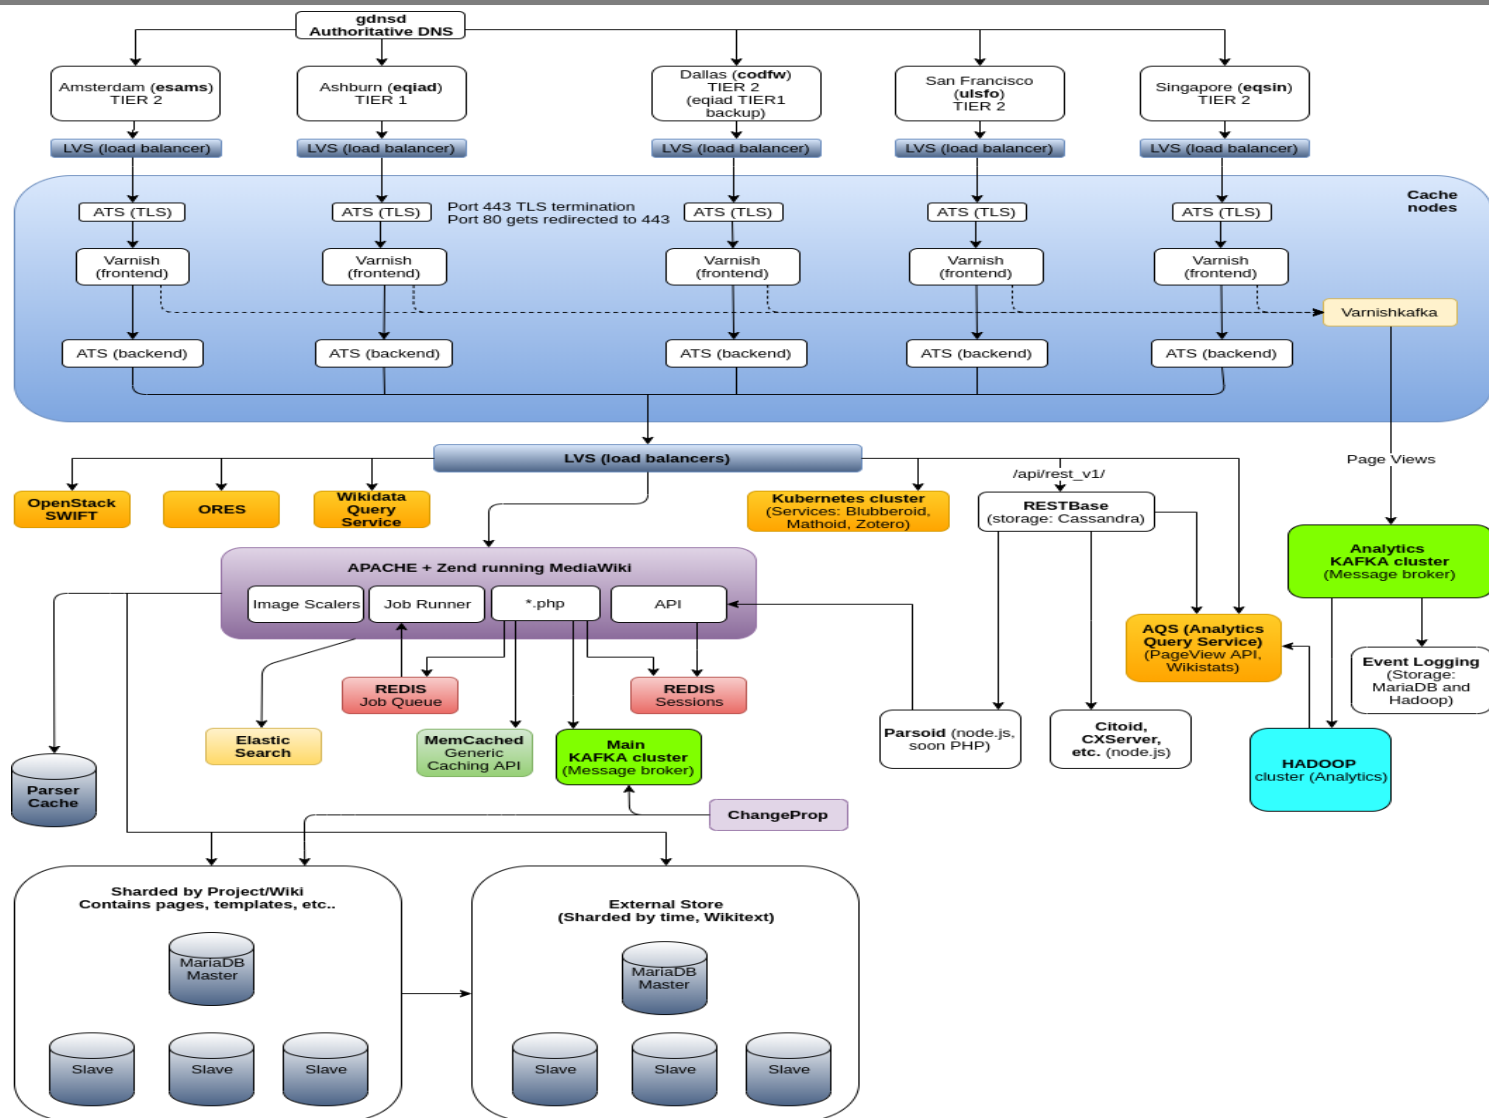 gdnsd
Authoritative DNS
Amsterdam (esams)
TIER 2
Ashburn (eqiad)
TIER 1
Dallas (codfw)
TIER 2
(eqiad TIER1
backup)
San Francisco
(ulsfo)
TIER 2
Singapore (eqsin)
TIER 2
LVS (load balancer)
LVS (load balancer)
LVS (load balancer)
LVS (load balancer)
LVS (load balancer)
Cache
nodes
ATS (TLS)
ATS (TLS)
Port 443 TLS termination
Port 80 gets redirected to 443
ATS (TLS)
ATS (TLS)
ATS (TLS)
Varnish
(frontend)
Varnish
(frontend)
Varnish
(frontend)
Varnish
(frontend)
Varnish
(frontend)
Varnishkafka
ATS (backend)
ATS (backend)
ATS (backend)
ATS (backend)
ATS (backend)
LVS (load balancers)
Page Views
/api/rest_v1/
OpenStack
SWIFT
ORES
Wikidata
Query
Service
Kubernetes cluster
(Services: Blubberoid,
Mathoid, Zotero)
RESTBase
(storage: Cassandra)
Analytics
KAFKA cluster
(Message broker)
APACHE + Zend running MediaWiki
Image Scalers
Job Runner
*.php
API
AQS (Analytics
Query Service)
(PageView API,
Wikistats)
Event Logging
(Storage:
MariaDB and
Hadoop)
REDIS
Job Queue
REDIS
Sessions
Elastic
Search
MemCached
Generic
Caching API
Main
KAFKA cluster
(Message broker)
Parsoid (node.js,
soon PHP)
Citoid,
CXServer,
etc. (node.js)
HADOOP
cluster (Analytics)
Parser
Cache
ChangeProp
Sharded by Project/Wiki
Contains pages, templates, etc..
External Store
(Sharded by time, Wikitext)
MariaDB
Master
MariaDB
Master
Slave
Slave
Slave
Slave
Slave
Slave